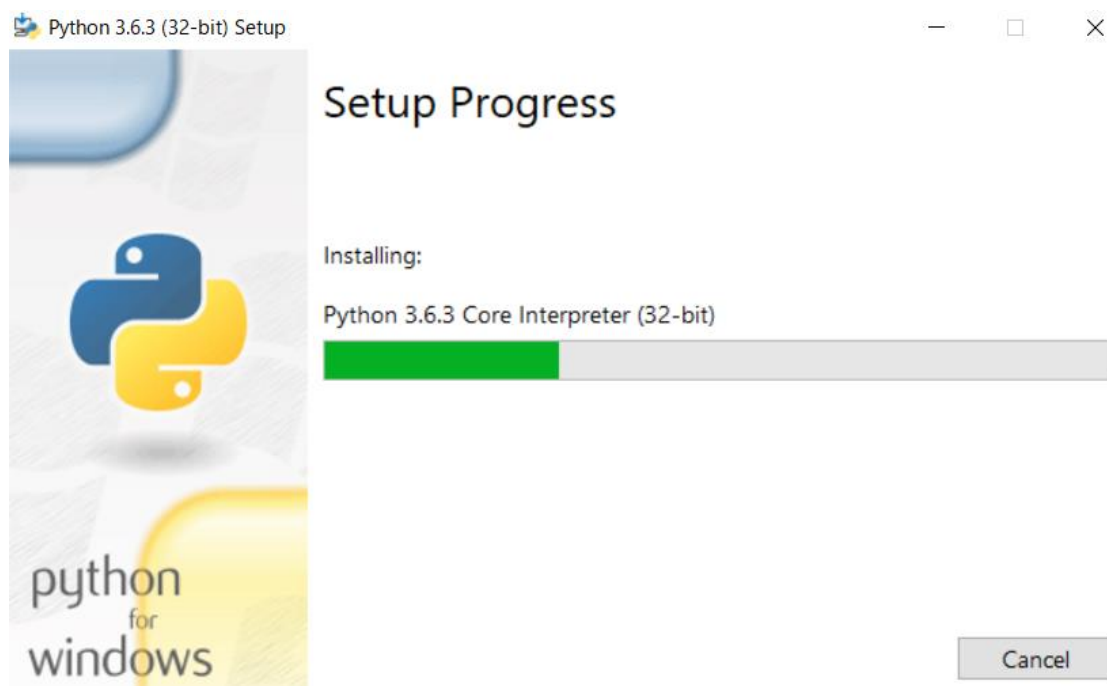 Python 3.6.3 (32-bit) Setup
Setup Progress
Installing:
Python 3.6.3 Core Interpreter (32-bit)
python
for
windows
Cancel